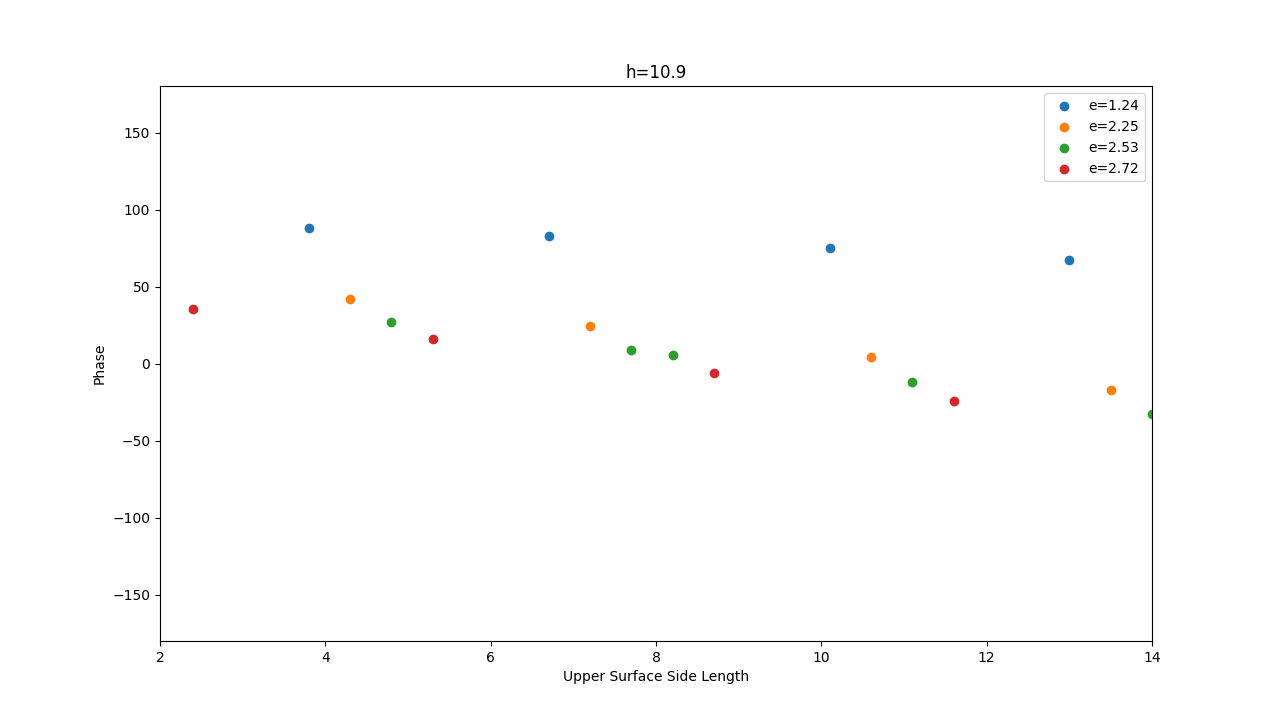 h=10.9
e=1.24
e=2.25
e=2.53
e=2.72
150
100
50
0
−50
−100
−150
Phase
2 4 6 8 10 12 14
Upper Surface Side Length